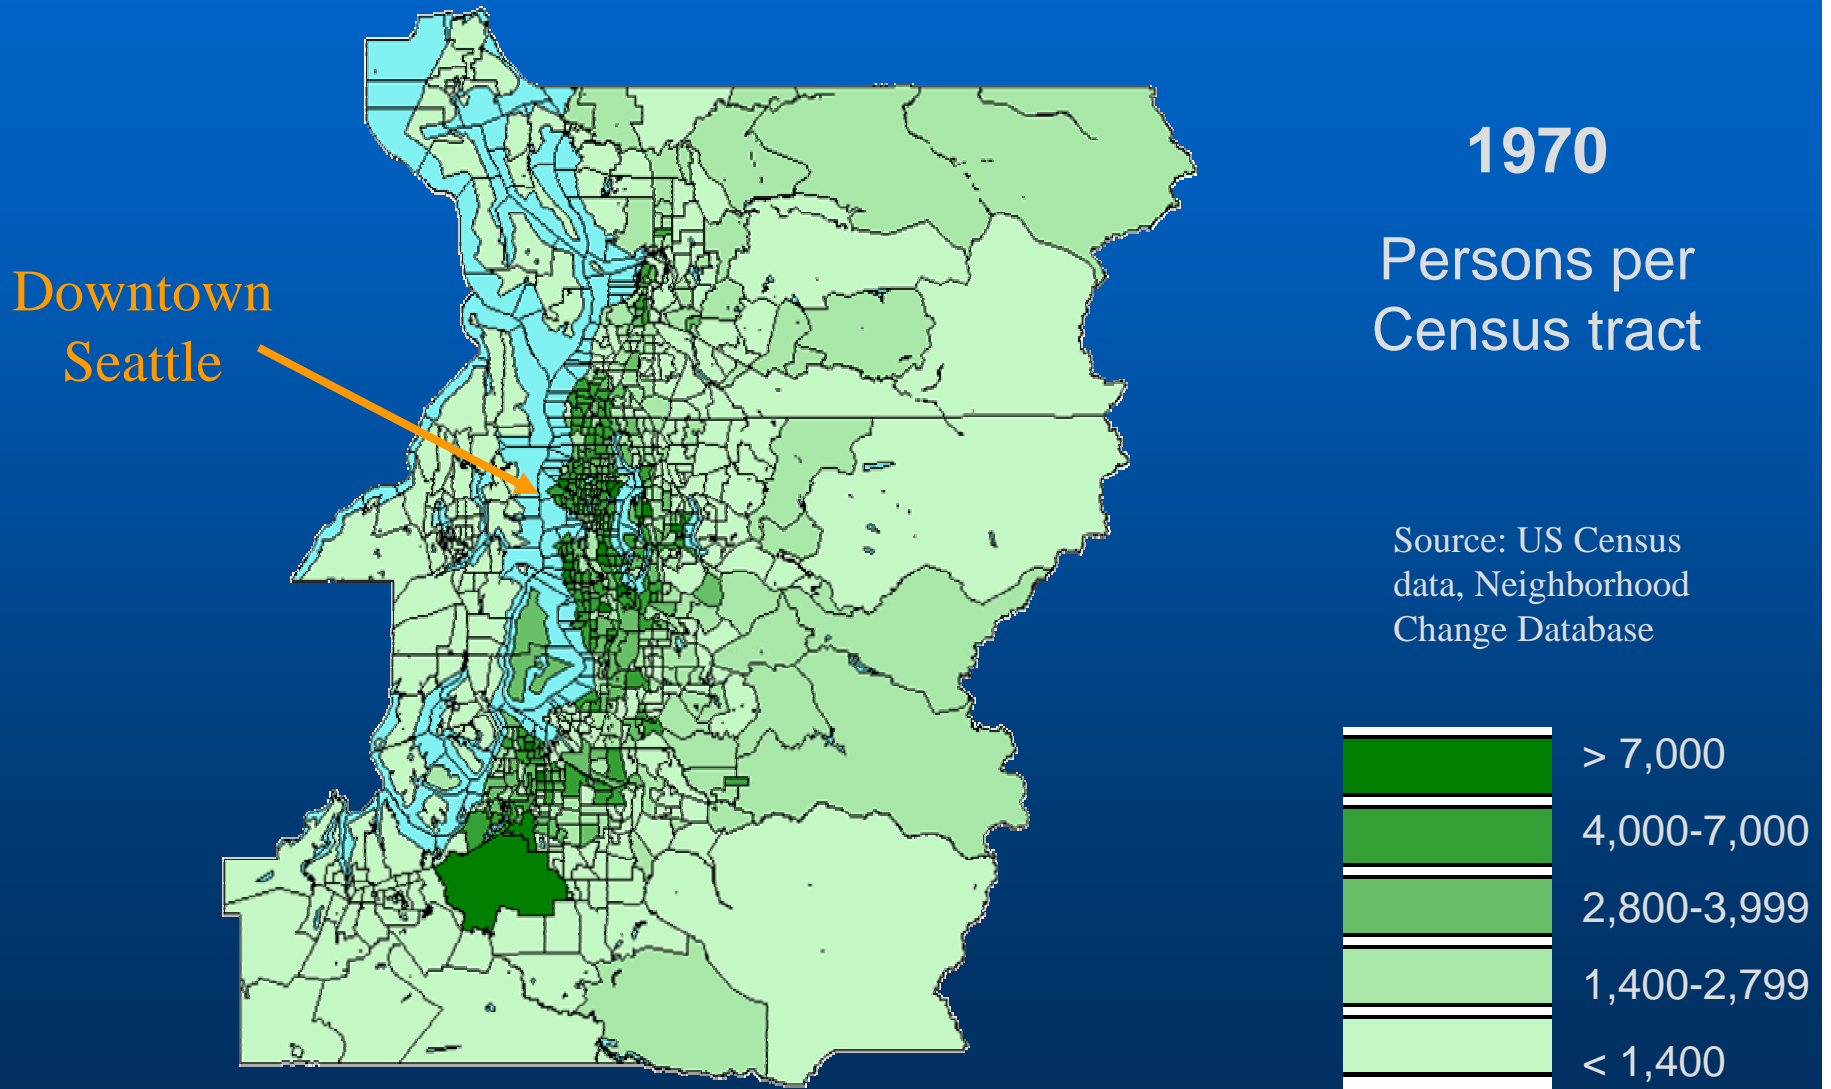 1970
Persons per
Census tract
Downtown
Seattle
Source: US Census
data, Neighborhood
Change Database
> 7,000
4,000-7,000
2,800-3,999
1,400-2,799
< 1,400